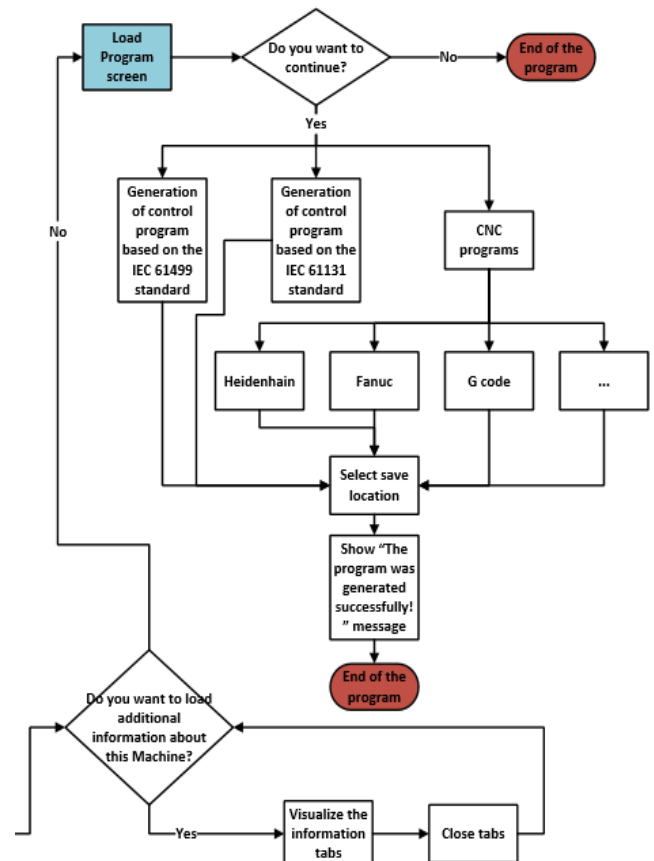 Load
Program
screen
Do you want to
continue?
No
End of the
program
Yes
Generation
of control
program
based on the
IEC 61499
standard
Generation
of control
program
based on the
IEC 61131
standard
CNC
programs
No
Heidenhain
Fanuc
G code
...
Select save
location
Show “The
program was
generated
successfully!
” message
End of the
program
Do you want to load
additional
information about
this Machine?
Yes
Visualize the
information
tabs
Close tabs